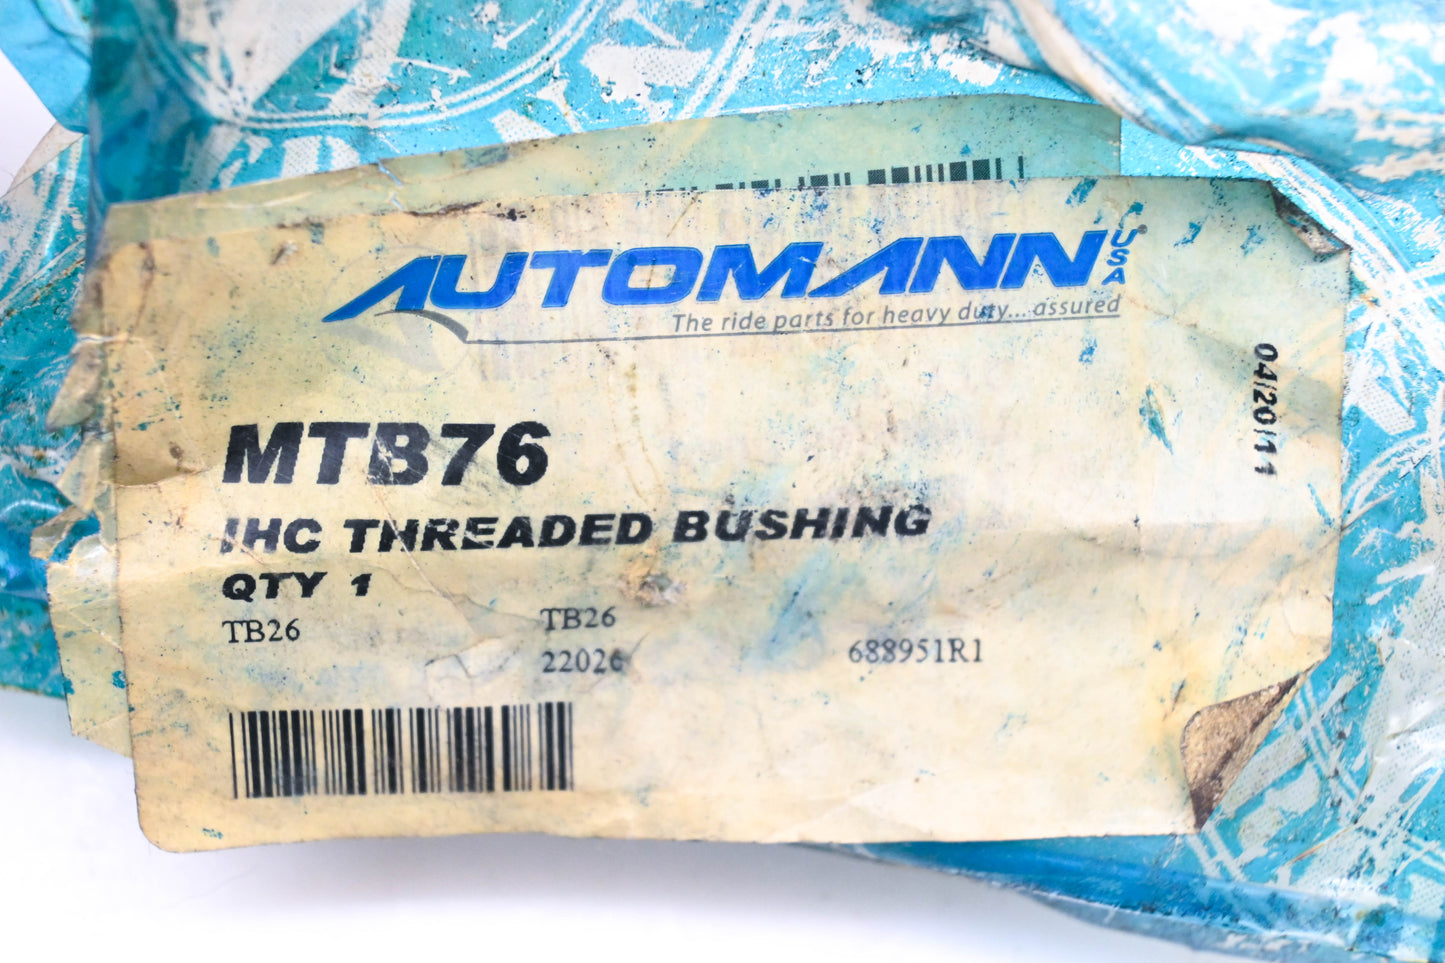 AUTOMANN USA
The ride parts for heavy duty... assured
04/20/11
MTB76
IHC THREADED BUSHING
QTY 1
TB26 TB26
22026 688951R1